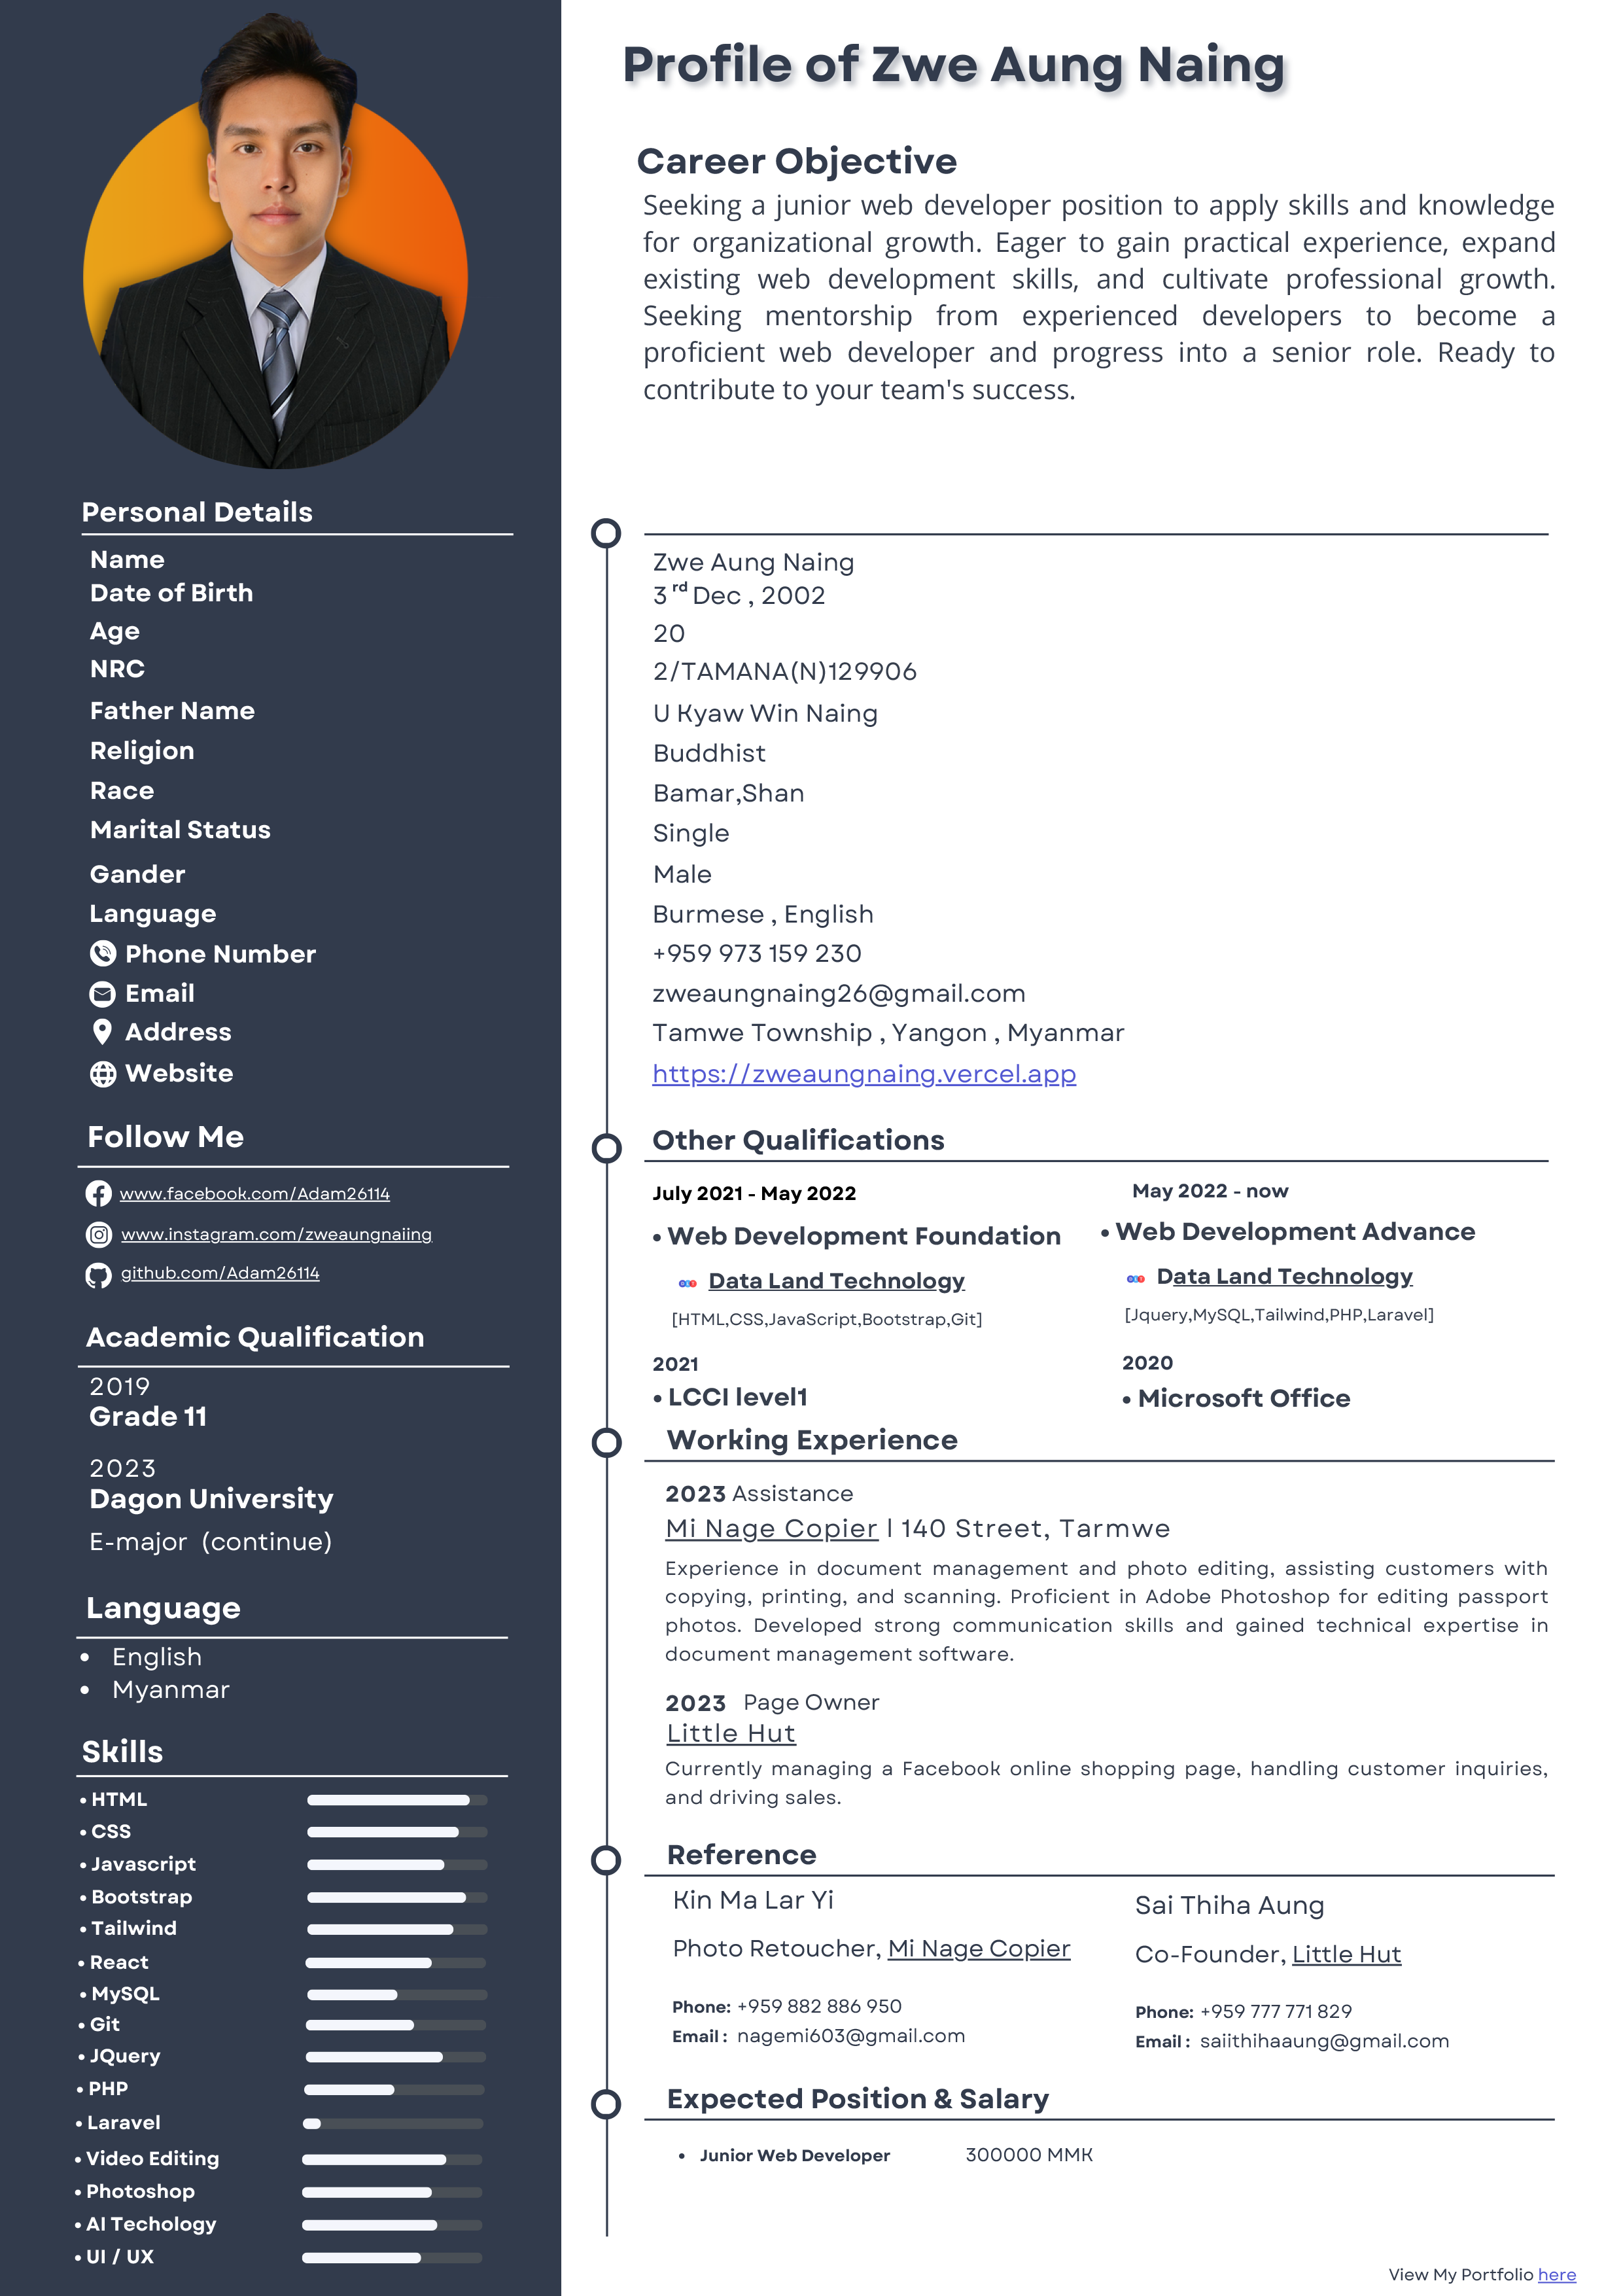 Profile of Zwe Aung Naing
Career Objective
Seeking a junior web developer position to apply skills and knowledge
for organizational growth. Eager to gain practical experience, expand
existing web development skills, and cultivate professional growth.
Seeking mentorship from experienced developers to become a
proficient web developer and progress into a senior role. Ready to
contribute to your team's success.
Personal Details
Name Zwe Aung Naing
Date of Birth 3 rd Dec , 2002
Age 20
NRC 2/TAMANA(N)129906
Father Name U Kyaw Win Naing
Religion Buddhist
Race Bamar,Shan
Marital Status Single
Gander Male
Language Burmese , English
Phone Number +959 973 159 230
Email zweaungnaing26@gmail.com
Address Tamwe Township , Yangon , Myanmar
Website https://zweaungnaing.vercel.app
Follow Me
www.facebook.com/Adam26114
www.instagram.com/zweaungnaiing
github.com/Adam26114
Academic Qualification
2019
Grade 11
2023
Dagon University
E-major (continue)
Language
• English
• Myanmar
Skills
• HTML
• CSS
• Javascript
• Bootstrap
• Tailwind
• React
• MySQL
• Git
• JQuery
• PHP
• Laravel
• Video Editing
• Photoshop
• AI Techology
• UI / UX
Other Qualifications
July 2021 - May 2022
• Web Development Foundation
Data Land Technology
[HTML,CSS,JavaScript,Bootstrap,Git]
May 2022 - now
• Web Development Advance
Data Land Technology
[Jquery,MySQL,Tailwind,PHP,Laravel]
2021
• LCCI level1
2020
• Microsoft Office
Working Experience
2023 Assistance
Mi Nage Copier | 140 Street, Tarmwe
Experience in document management and photo editing, assisting customers with
copying, printing, and scanning. Proficient in Adobe Photoshop for editing passport
photos. Developed strong communication skills and gained technical expertise in
document management software.
2023 Page Owner
Little Hut
Currently managing a Facebook online shopping page, handling customer inquiries,
and driving sales.
Reference
Kin Ma Lar Yi
Photo Retoucher, Mi Nage Copier
Phone: +959 882 886 950
Email : nagemi603@gmail.com
Sai Thiha Aung
Co-Founder, Little Hut
Phone: +959 777 771 829
Email : saiithihaaung@gmail.com
Expected Position & Salary
• Junior Web Developer 300000 MMK
View My Portfolio here